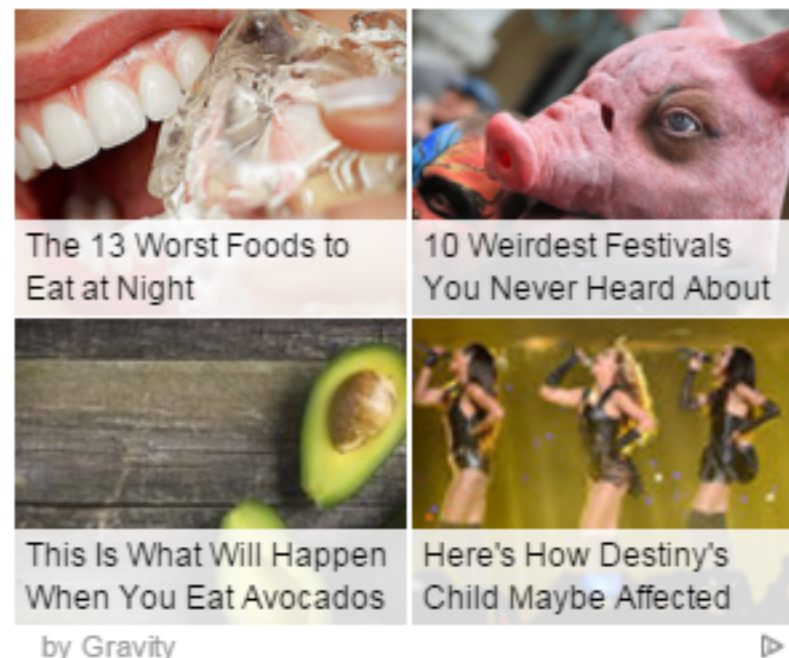 The 13 Worst Foods to
Eat at Night
10 Weirdest Festivals
You Never Heard About
This Is What Will Happen
When You Eat Avocados
Here's How Destiny's
Child Maybe Affected
by Gravity